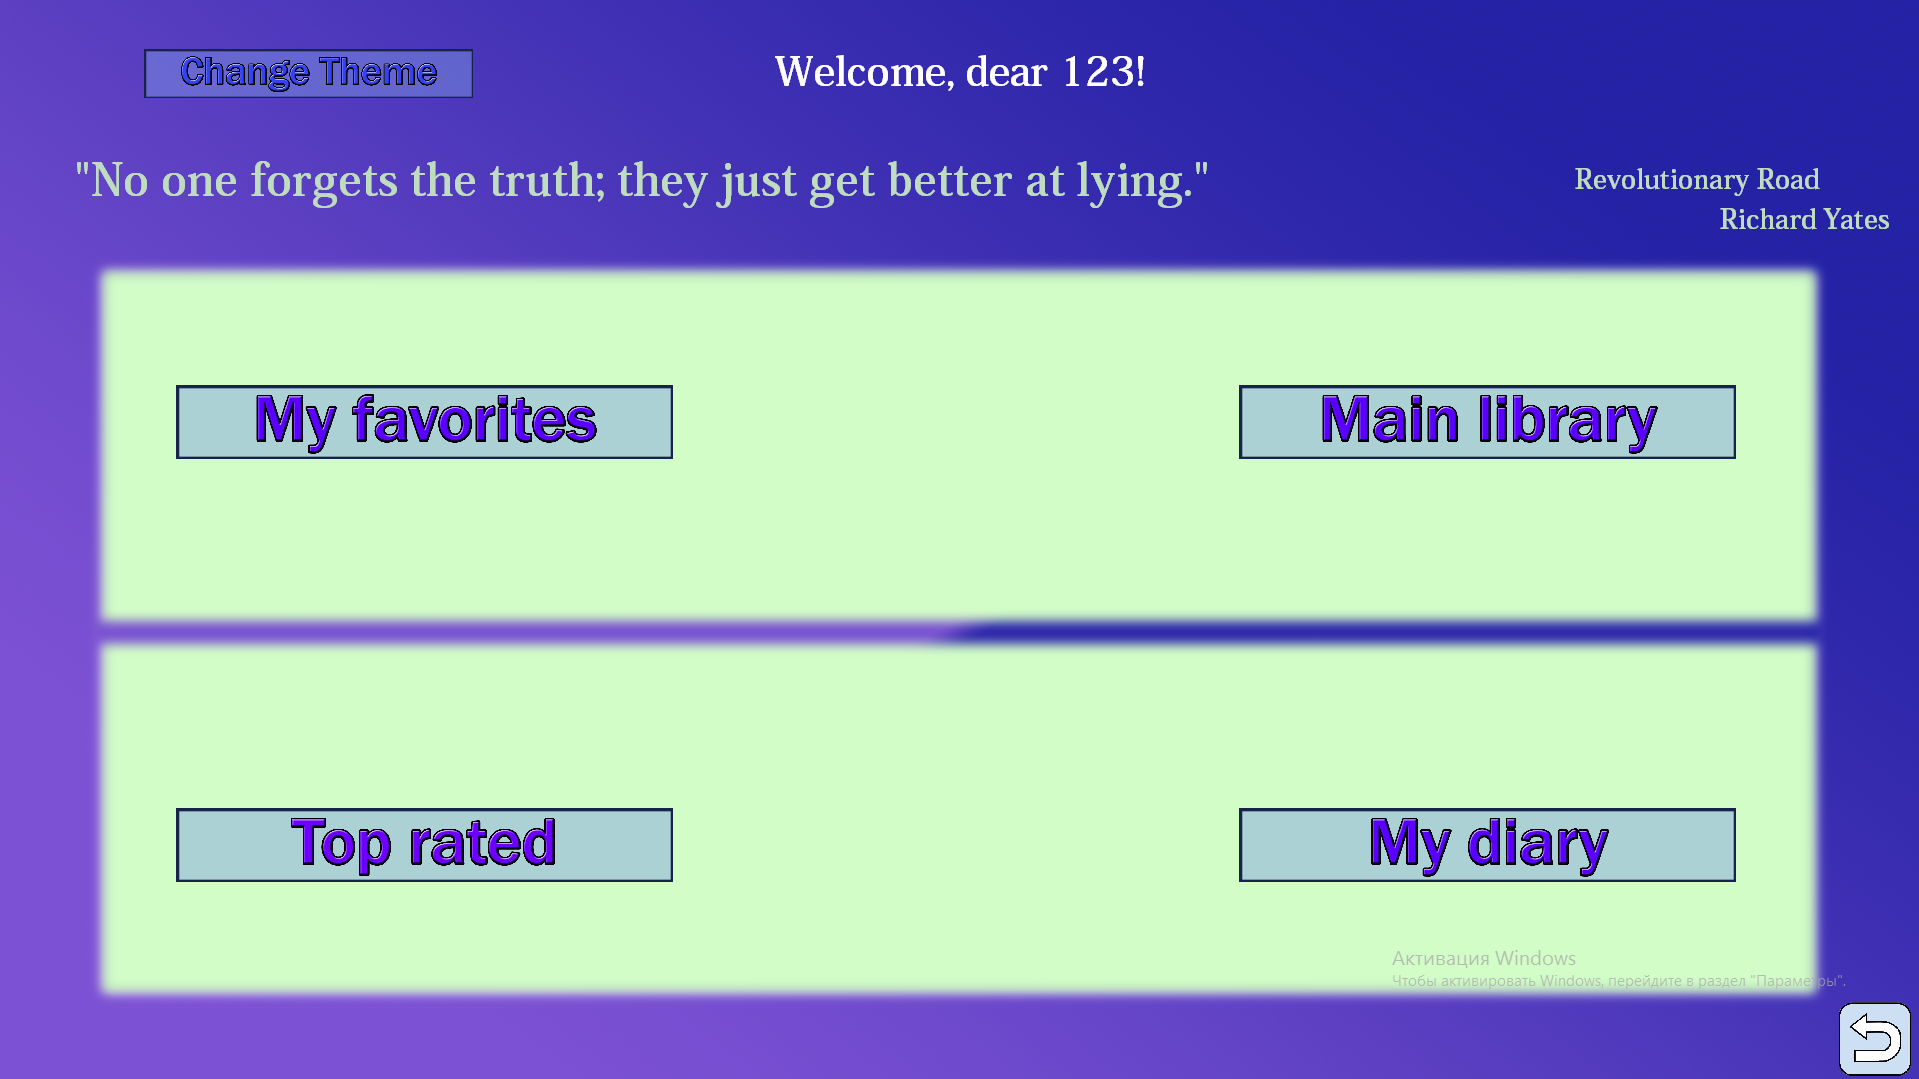 Change Theme
Welcome, dear 123!
"No one forgets the truth; they just get better at lying."
Revolutionary Road
Richard Yates
My favorites
Main library
Top rated
My diary
Активация Windows
Чтобы активировать Windows, перейдите в раздел "Параметры".